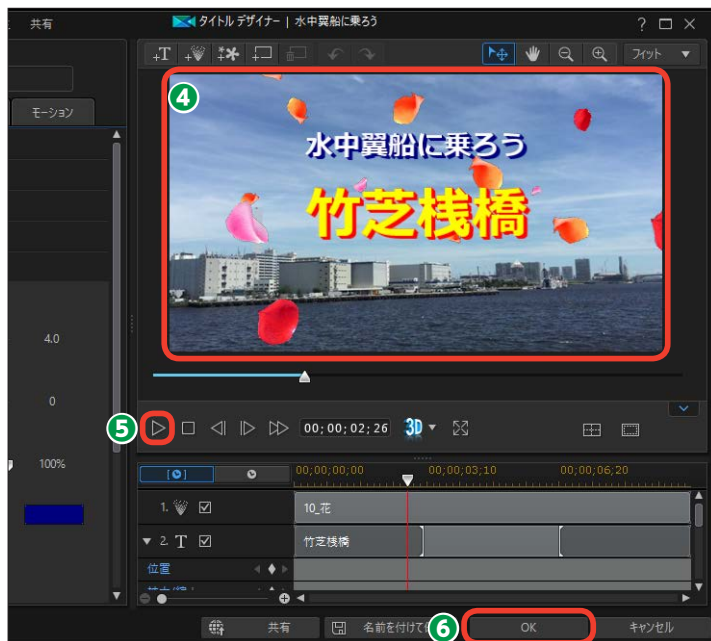 共有
タイトル デザイナー | 水中翼船に乗ろう
? □ ×
+T
フィット
モーション
④
水中翼船に乗ろう
竹芝桟橋
4.0
0
100%
⑤
00;00;02;26
3D
00;00;00;00
00;00;03;10
00;00;06;20
1.
10_花
2. T
竹芝桟橋
位置
共有
名前を付けて
⑥
OK
キャンセル